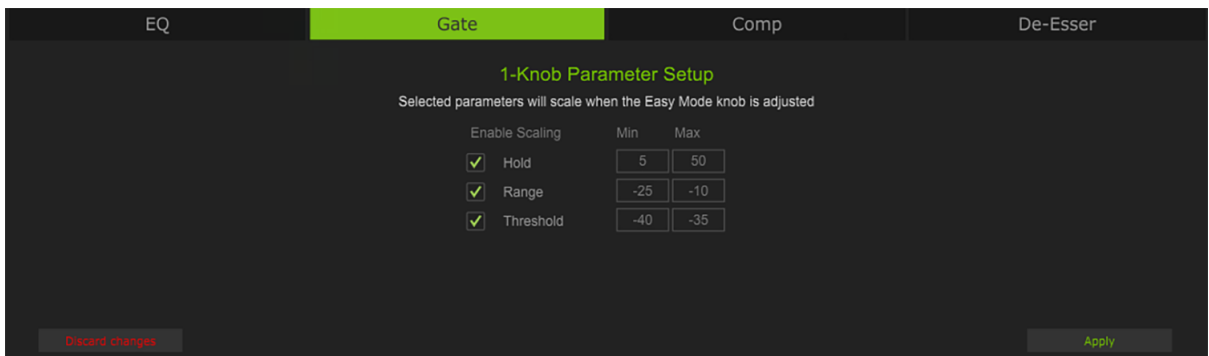 EQ Gate Comp De-Esser
1-Knob Parameter Setup
Selected parameters will scale when the Easy Mode knob is adjusted
Enable Scaling Min Max
Hold 5 50
Range -25 -10
Threshold -40 -35
Discard changes Apply